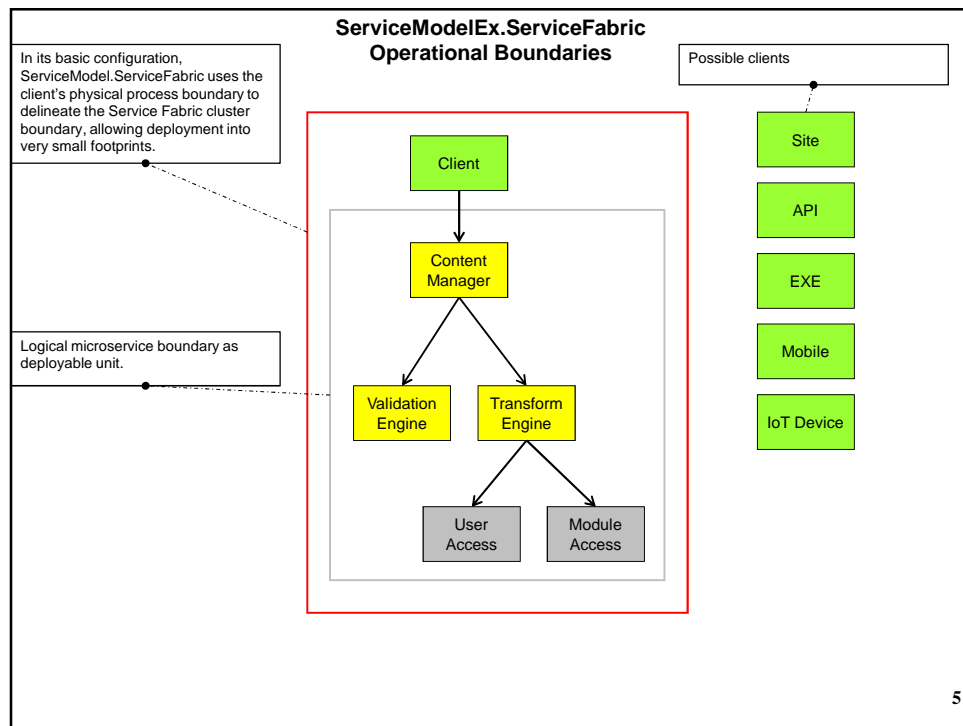 ServiceModelEx.ServiceFabric
Operational Boundaries
In its basic configuration,
ServiceModel.ServiceFabric uses the
client's physical process boundary to
delineate the Service Fabric cluster
boundary, allowing deployment into
very small footprints.
Possible clients
Client
Content
Manager
Logical microservice boundary as
deployable unit.
Validation
Engine
Transform
Engine
User
Access
Module
Access
Site
API
EXE
Mobile
IoT Device
5